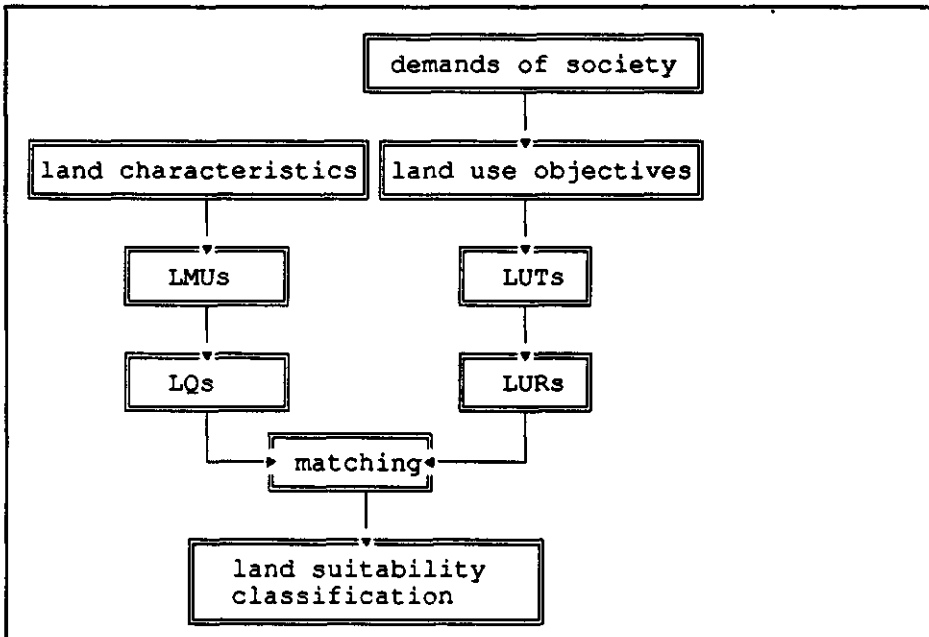 demands of society
land characteristics
land use objectives
LMUs
LUTs
LQs
LURs
matching
land suitability
classification